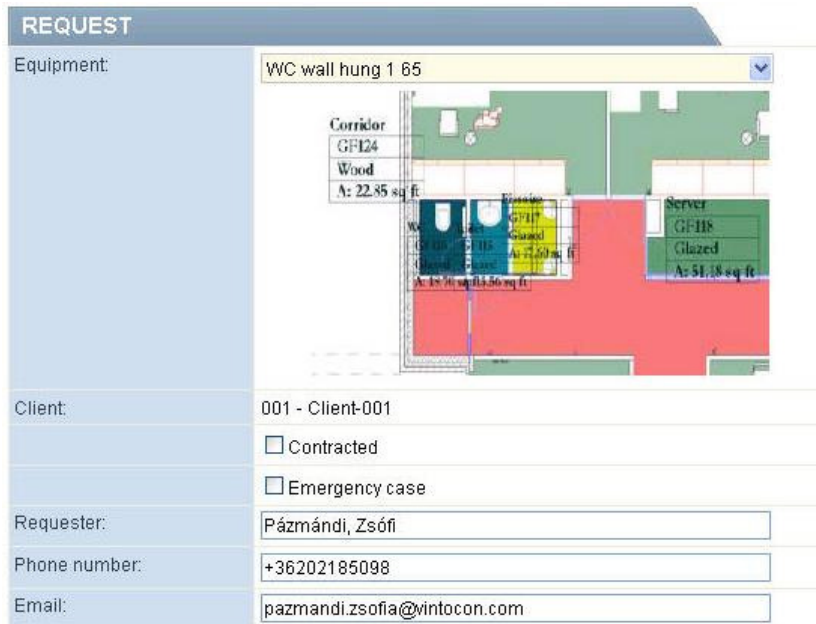 REQUEST
Equipment:
WC wall hung 1 65
Corridor
GF124
Wood
A: 22.85 sq ft
GF117
Glazed
Server
GF118
Glazed
A: 51.18 sq ft
Client:
001 - Client-001
Contracted
Emergency case
Requester:
Pázmándi, Zsófi
Phone number:
+36202185098
Email:
pazmandi.zsofia@vintocon.com